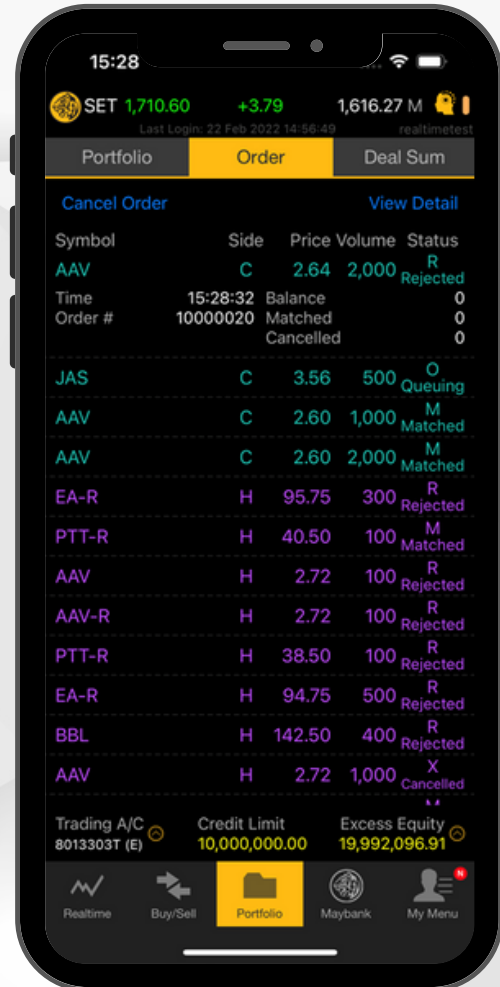 15:28
SET 1,710.60 +3.79 1,616.27 M
Last Login: 22 Feb 2022 14:56:49 realtimetest
Portfolio Order Deal Sum
Cancel Order View Detail
Symbol Side Price Volume Status
AAV C 2.64 2,000 R Rejected
Time 15:28:32 Balance 0
Order # 10000020 Matched 0
Cancelled 0
JAS C 3.56 500 O Queuing
AAV C 2.60 1,000 M Matched
AAV C 2.60 2,000 M Matched
EA-R H 95.75 300 R Rejected
PTT-R H 40.50 100 M Matched
AAV H 2.72 100 R Rejected
AAV-R H 2.72 100 R Rejected
PTT-R H 38.50 100 R Rejected
EA-R H 94.75 500 R Rejected
BBL H 142.50 400 R Rejected
AAV H 2.72 1,000 X Cancelled
Trading A/C Credit Limit Excess Equity
8013303T (E) 10,000,000.00 19,992,096.91
N
Realtime Buy/Sell Portfolio Maybank My Menu